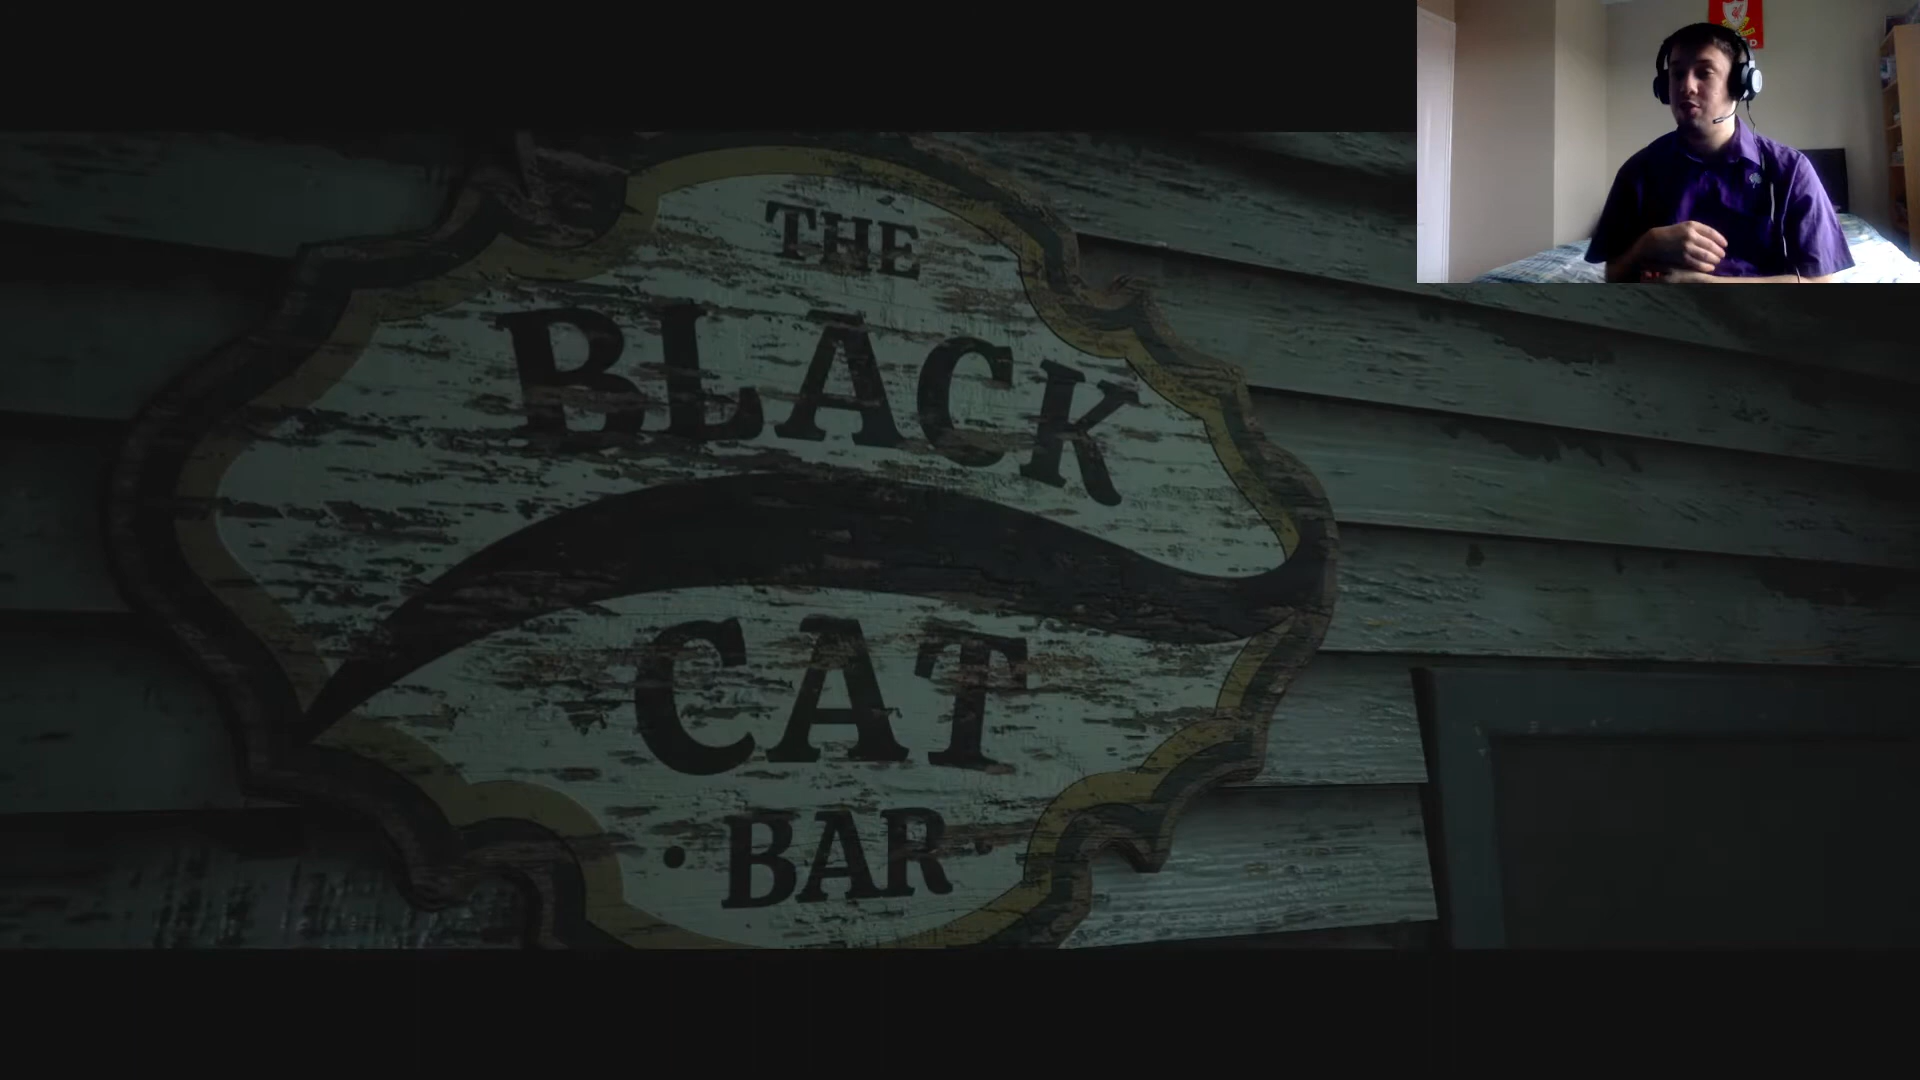 THE
BLACK
CAT
· BAR ·